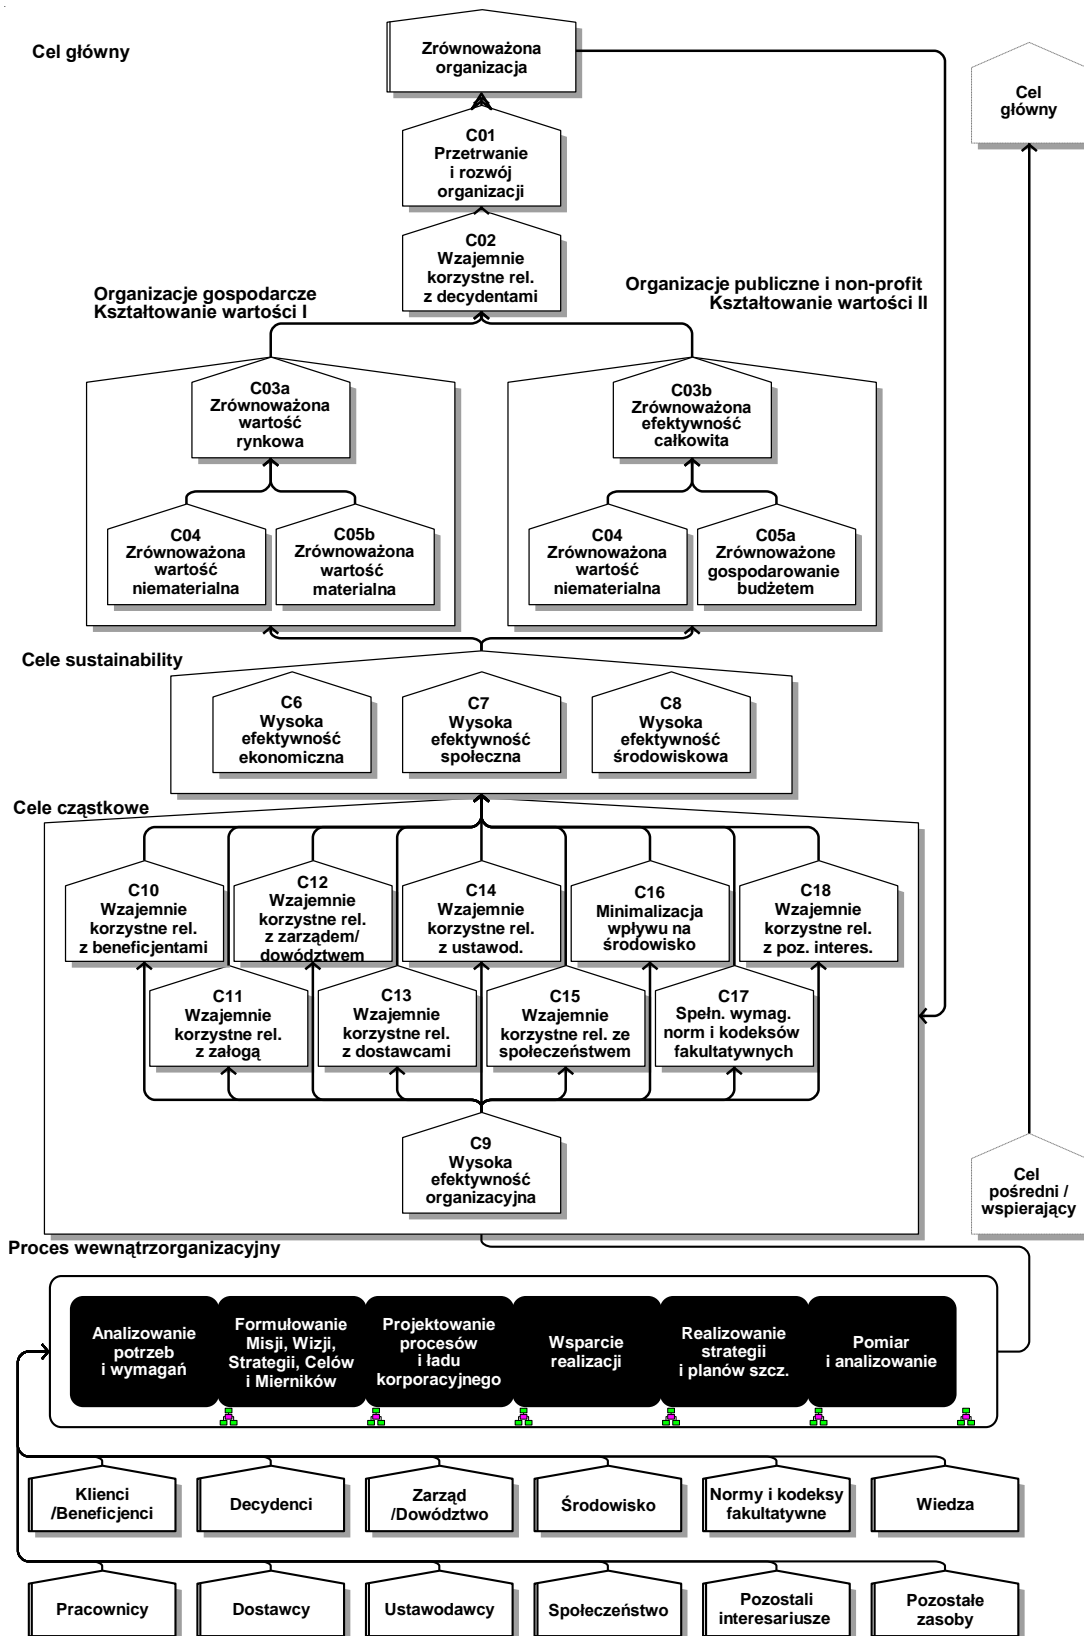 Cel główny
Zrównoważona
organizacja
Cel
główny
C01
Przetrwanie
i rozwój
organizacji
C02
Wzajemnie
korzystne rel.
z decydentami
Organizacje gospodarcze
Kształtowanie wartości I
Organizacje publiczne i non-profit
Kształtowanie wartości II
C03a
Zrównoważona
wartość
rynkowa
C03b
Zrównoważona
efektywność
całkowita
C04
Zrównoważona
wartość
niematerialna
C05b
Zrównoważona
wartość
materialna
C04
Zrównoważona
wartość
niematerialna
C05a
Zrównoważone
gospodarowanie
budżetem
Cele sustainability
C6
Wysoka
efektywność
ekonomiczna
C7
Wysoka
efektywność
społeczna
C8
Wysoka
efektywność
środowiskowa
Cele cząstkowe
C10
Wzajemnie
korzystne rel.
z beneficjentami
C12
Wzajemnie
korzystne rel.
z zarządem/
dowództwem
C14
Wzajemnie
korzystne rel.
z ustawod.
C16
Minimalizacja
wpływu na
środowisko
C18
Wzajemnie
korzystne rel.
z poz. interes.
C11
Wzajemnie
korzystne rel.
z załogą
C13
Wzajemnie
korzystne rel.
z dostawcami
C15
Wzajemnie
korzystne rel. ze
społeczeństwem
C17
Spełn. wymag.
norm i kodeksów
fakultatywnych
C9
Wysoka
efektywność
organizacyjna
Cel
pośredni /
wspierający
Proces wewnątrzorganizacyjny
Analizowanie
potrzeb
i wymagań
Formułowanie
Misji, Wizji,
Strategii, Celów
i Mierników
Projektowanie
procesów
i ładu
korporacyjnego
Wsparcie
realizacji
Realizowanie
strategii
i planów szcz.
Pomiar
i analizowanie
Klienci
/Beneficjenci
Decydenci
Zarząd
/Dowództwo
Środowisko
Normy i kodeksy
fakultatywne
Wiedza
Pracownicy
Dostawcy
Ustawodawcy
Społeczeństwo
Pozostali
interesariusze
Pozostałe
zasoby